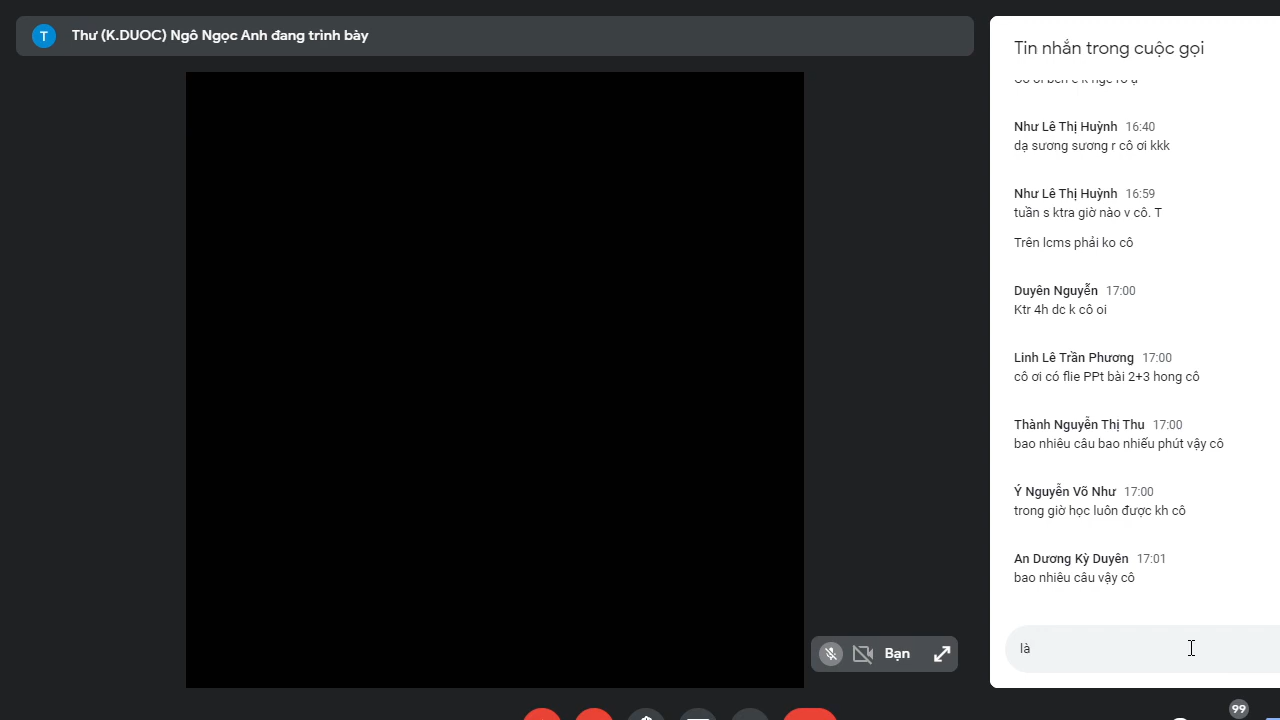 Thư (K.DUOC) Ngô Ngọc Anh đang trình bày
T
Tin nhắn trong cuộc gọi
Như Lê Thị Huỳnh 16:40
dạ sương sương r cô ơi kkk
Như Lê Thị Huỳnh 16:59
tuần s ktra giờ nào v cô. T
Trên lcms phải ko cô
Duyên Nguyễn 17:00
Ktr 4h dc k cô oi
Linh Lê Trần Phương 17:00
cô ơi có flie PPt bài 2+3 hong cô
Thành Nguyễn Thị Thu 17:00
bao nhiêu câu bao nhiếu phút vậy cô
Ý Nguyễn Võ Như 17:00
trong giờ học luôn được kh cô
An Dương Kỳ Duyên 17:01
bao nhiêu câu vậy cô
là
Bạn
99